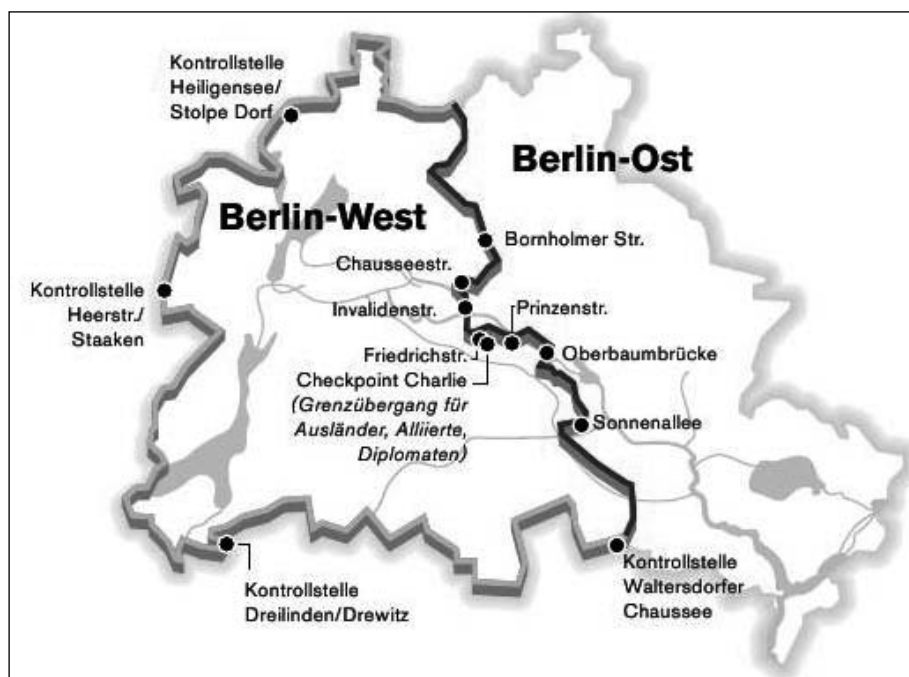 Kontrollstelle
Heiligensee/
Stolpe Dorf
Berlin-Ost
Berlin-West
Bornholmer Str.
Chausseestr.
Kontrollstelle
Heerstr./
Staaken
Invalidenstr.
Prinzenstr.
Friedrichstr.
Oberbaumbrücke
Checkpoint Charlie
(Grenzübergang für
Ausländer, Alliierte,
Diplomaten)
Sonnenallee
Kontrollstelle
Dreilinden/Drewitz
Kontrollstelle
Waltersdorfer
Chaussee